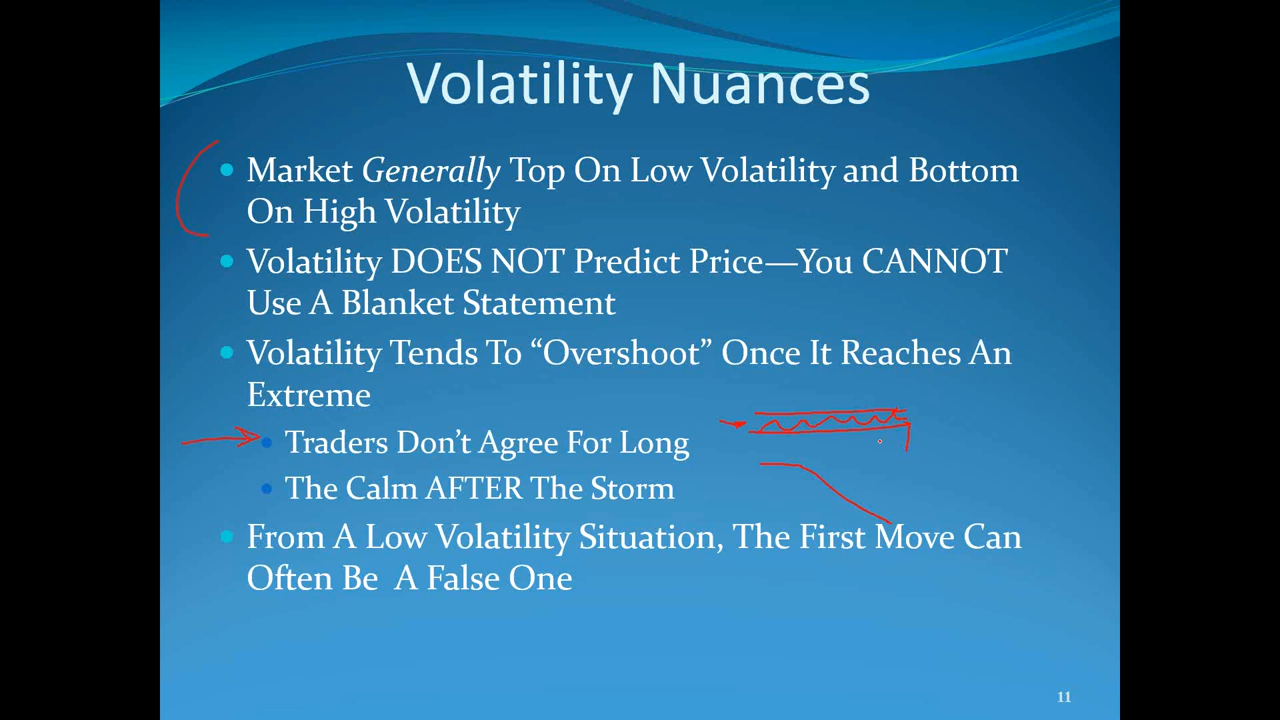 Volatility Nuances
Market Generally Top On Low Volatility and Bottom
On High Volatility
Volatility DOES NOT Predict Price—You CANNOT
Use A Blanket Statement
Volatility Tends To “Overshoot” Once It Reaches An
Extreme
Traders Don’t Agree For Long
The Calm AFTER The Storm
From A Low Volatility Situation, The First Move Can
Often Be A False One
11